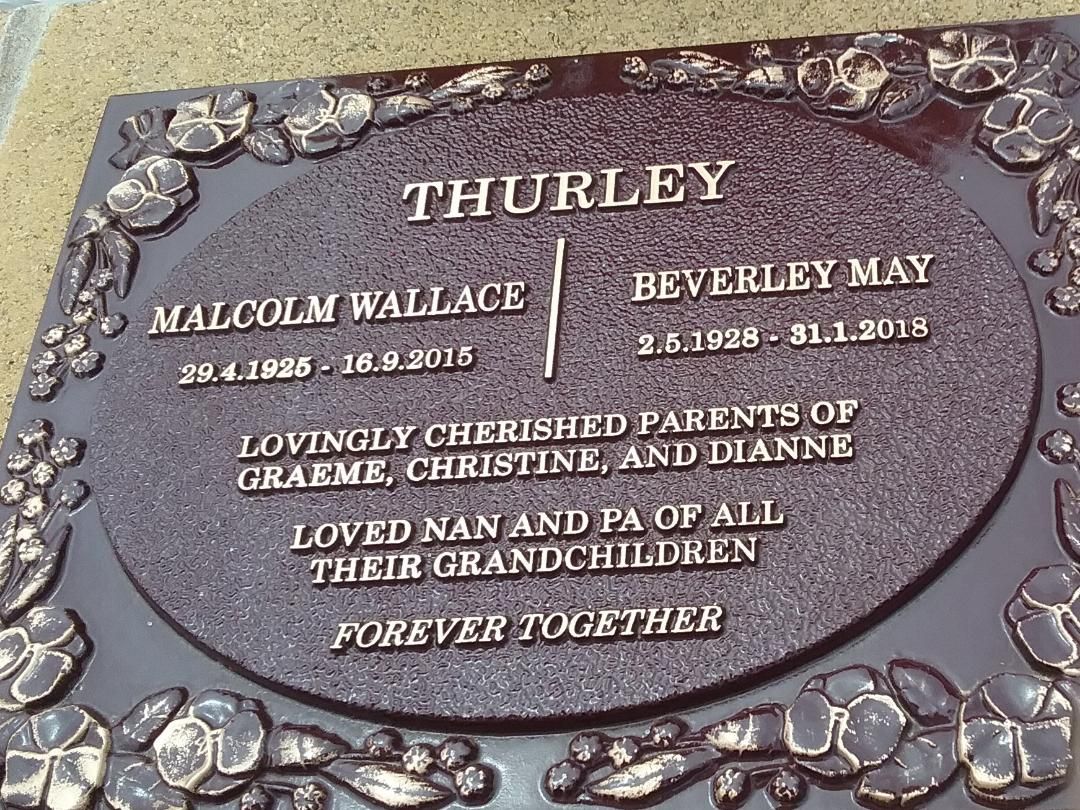 THURLEY
MALCOLM WALLACE
29.4.1925 - 16.9.2015
BEVERLEY MAY
2.5.1928 - 31.1.2018
LOVINGLY CHERISHED PARENTS OF
GRAEME, CHRISTINE, AND DIANNE
LOVED NAN AND PA OF ALL
THEIR GRANDCHILDREN
FOREVER TOGETHER